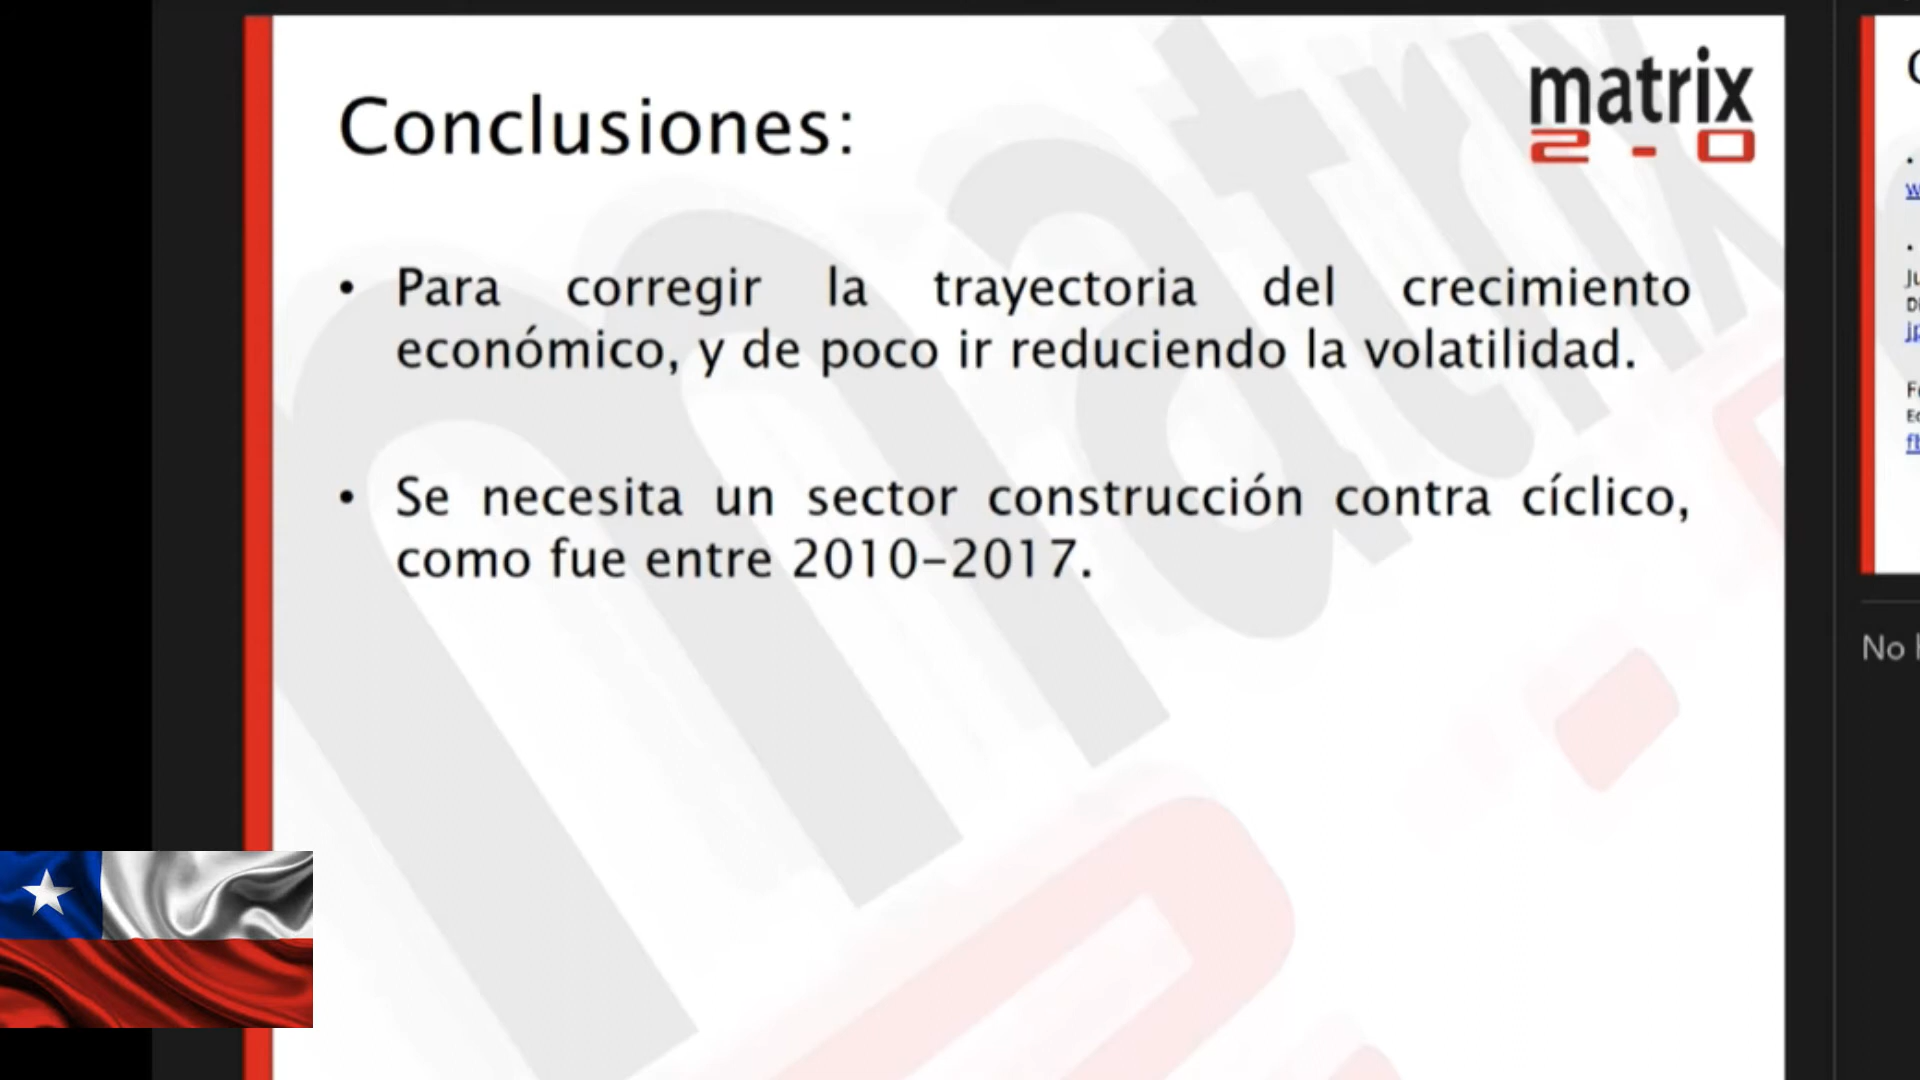 Conclusiones:
matrix
2-0
• Para corregir la trayectoria del crecimiento
económico, y de poco ir reduciendo la volatilidad.
• Se necesita un sector construcción contra cíclico,
como fue entre 2010-2017.
No